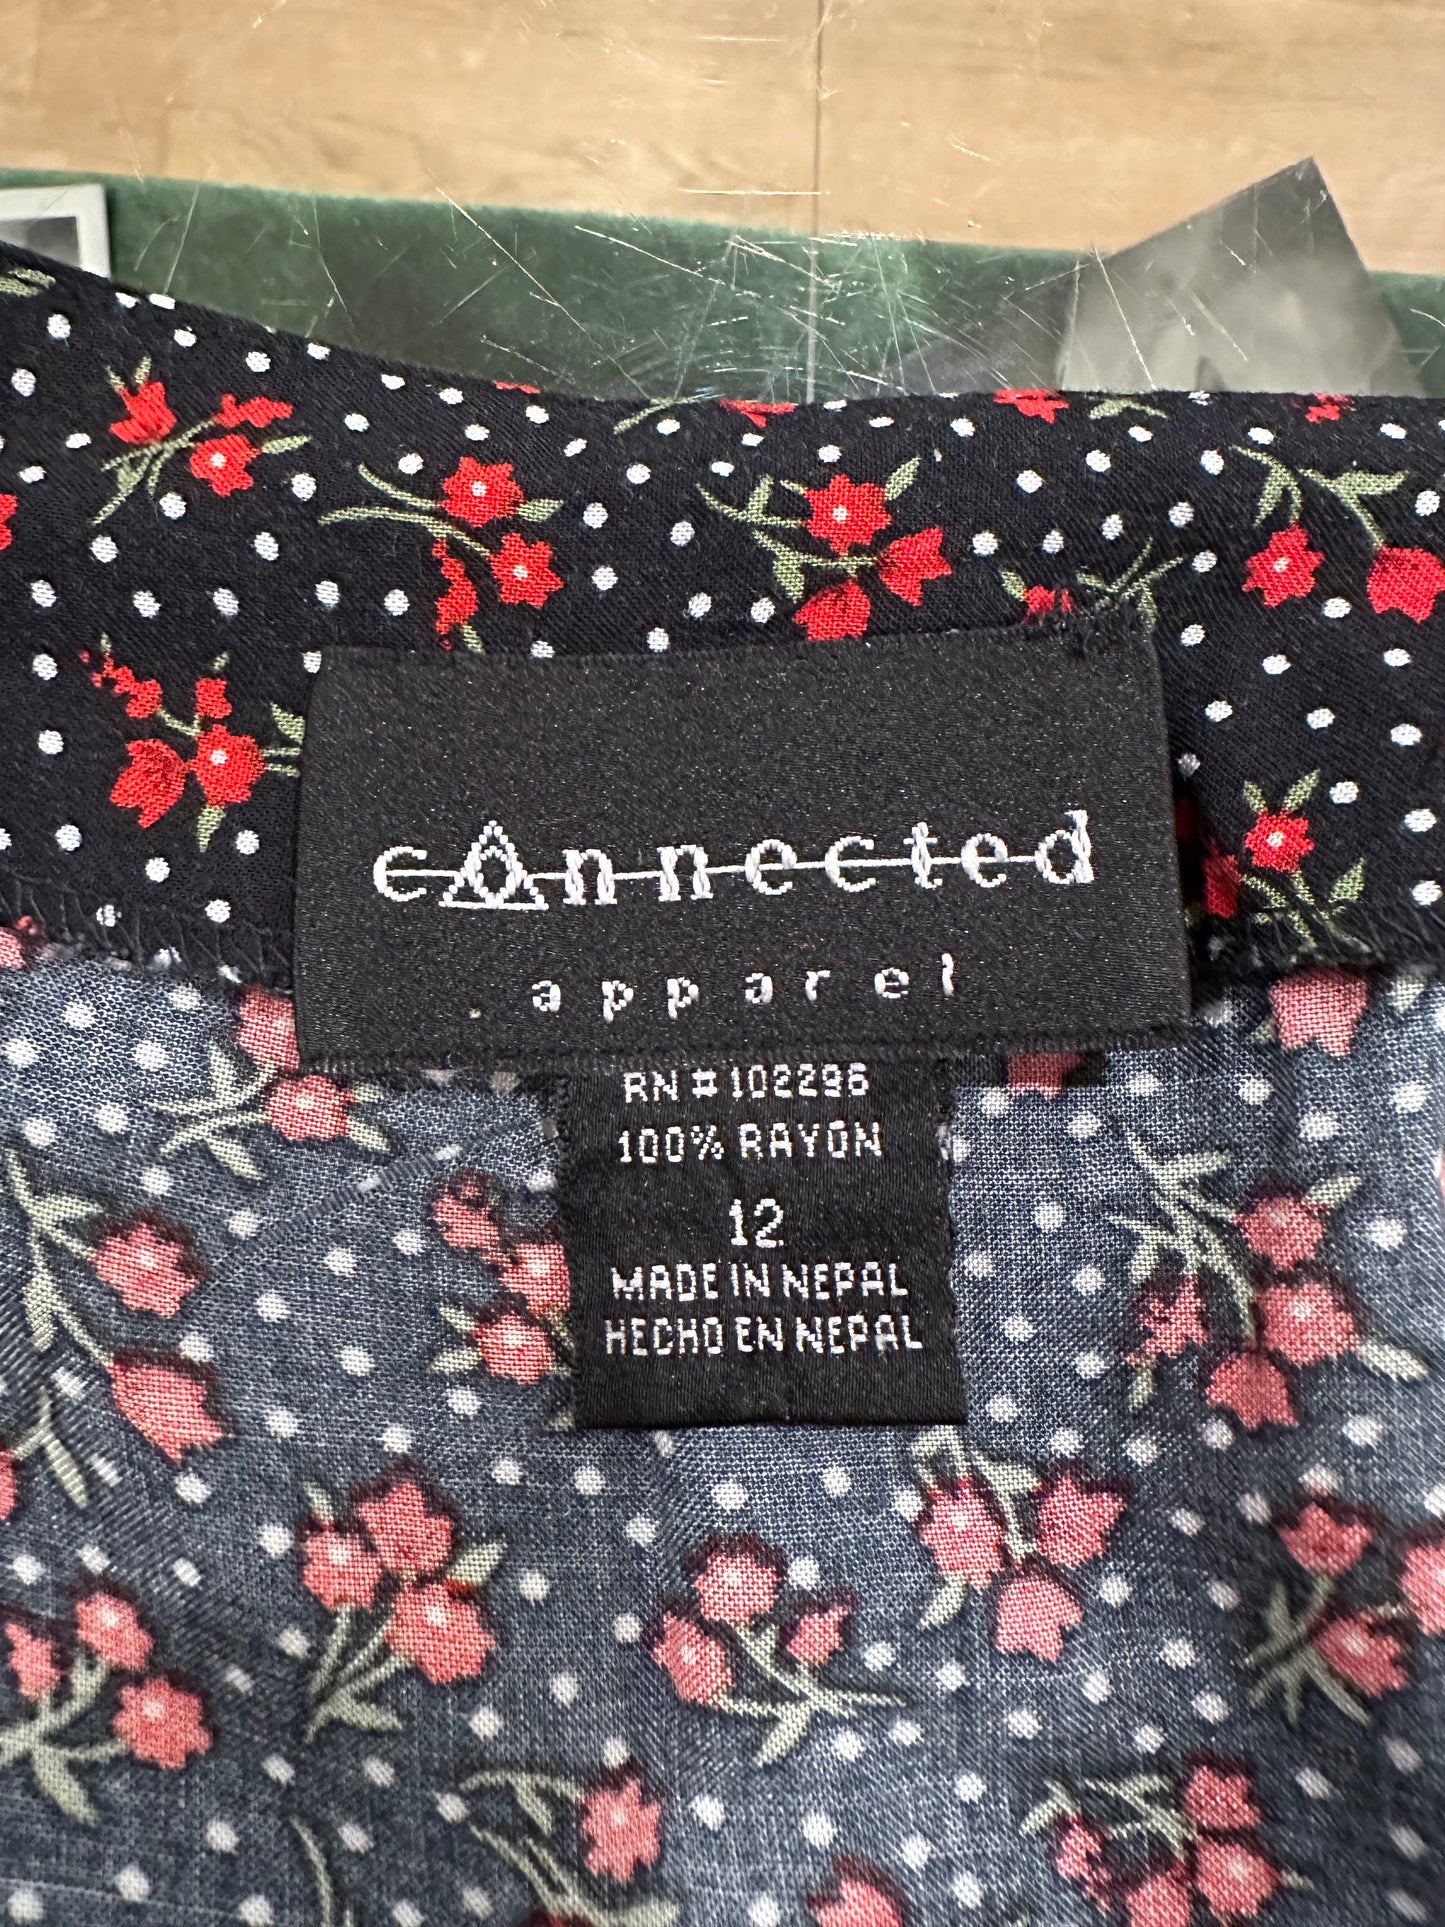 connected
apparel
RN #102296
100% RAYON
12
MADE IN NEPAL
HECHO EN NEPAL